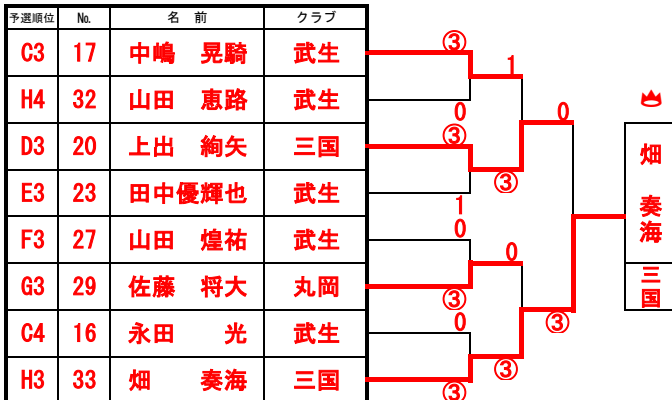 予選順位 No. 名 前 クラブ
C3 17 中嶋 晃騎 武生 ③
1
H4 32 山田 恵路 武生 0
0
D3 20 上出 絢矢 三国 ③
③
E3 23 田中優輝也 武生 1
F3 27 山田 煌祐 武生 0
0
G3 29 佐藤 将大 丸岡 ③
③
C4 16 永田 光 武生 0
③
H3 33 畑 奏海 三国 ③
畑 奏海
三国